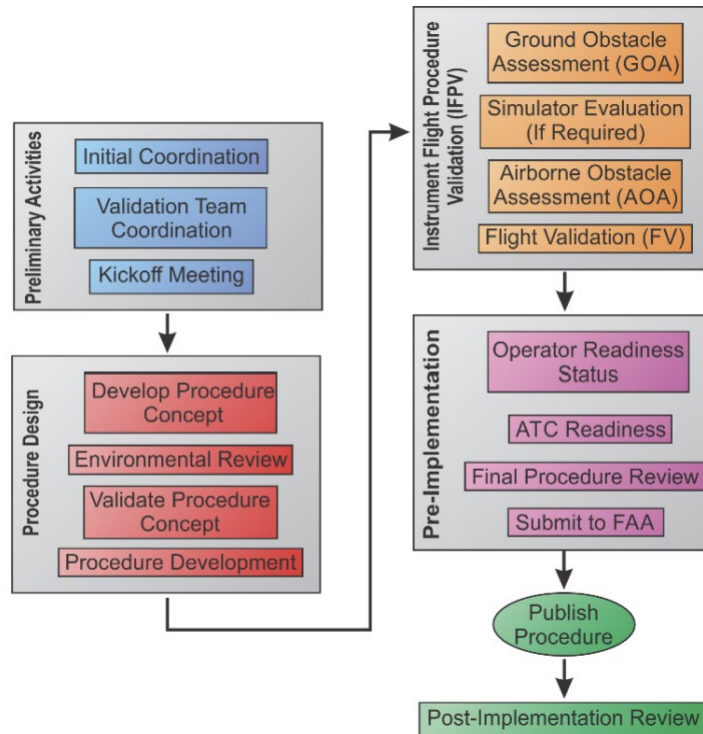 Preliminary Activities
Initial Coordination
Validation Team
Coordination
Kickoff Meeting
Procedure Design
Develop Procedure
Concept
Environmental Review
Validate Procedure
Concept
Procedure Development
Instrument Flight Procedure
Validation (IFPV)
Ground Obstacle
Assessment (GOA)
Simulator Evaluation
(If Required)
Airborne Obstacle
Assessment (AOA)
Flight Validation (FV)
Pre-Implementation
Operator Readiness
Status
ATC Readiness
Final Procedure Review
Submit to FAA
Publish
Procedure
Post-Implementation Review